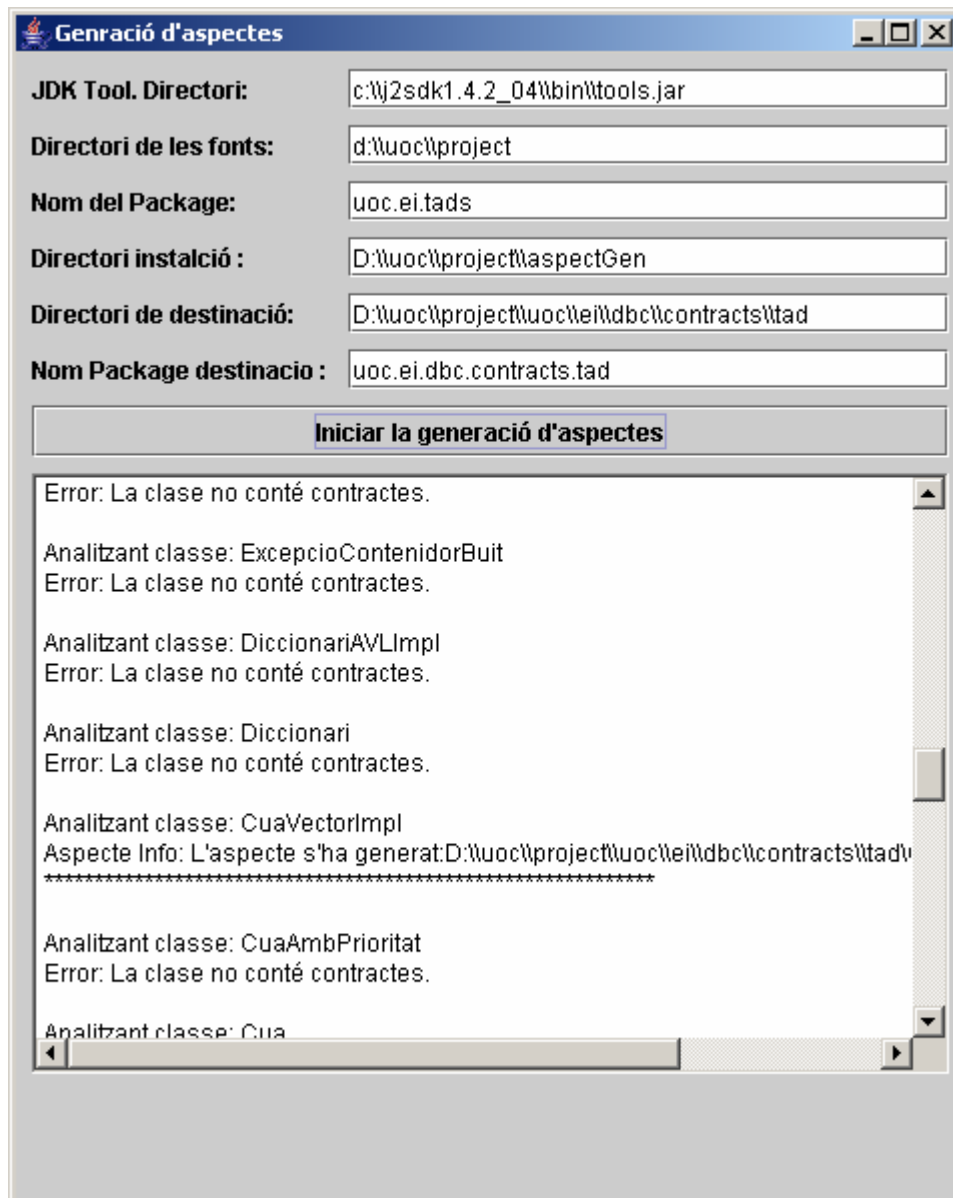 Genració d'aspectes
JDK Tool. Directori: c:\\j2sdk1.4.2_04\\bin\\tools.jar
Directori de les fonts: d:\\uoc\\project
Nom del Package: uoc.ei.tads
Directori instalció : D:\\uoc\\project\\aspectGen
Directori de destinació: D:\\uoc\\project\\uoc\\ei\\dbc\\contracts\\tad
Nom Package destinacio : uoc.ei.dbc.contracts.tad
Iniciar la generació d'aspectes
Error: La clase no conté contractes.
Analitzant classe: ExcepcioContenidorBuit
Error: La clase no conté contractes.
Analitzant classe: DiccionariAVLImpl
Error: La clase no conté contractes.
Analitzant classe: Diccionari
Error: La clase no conté contractes.
Analitzant classe: CuaVectorImpl
Aspecte Info: L'aspecte s'ha generat:D:\\uoc\\project\\uoc\\ei\\dbc\\contracts\\tad\
*************************************************************
Analitzant classe: CuaAmbPrioritat
Error: La clase no conté contractes.
Analitzant classe: Cua